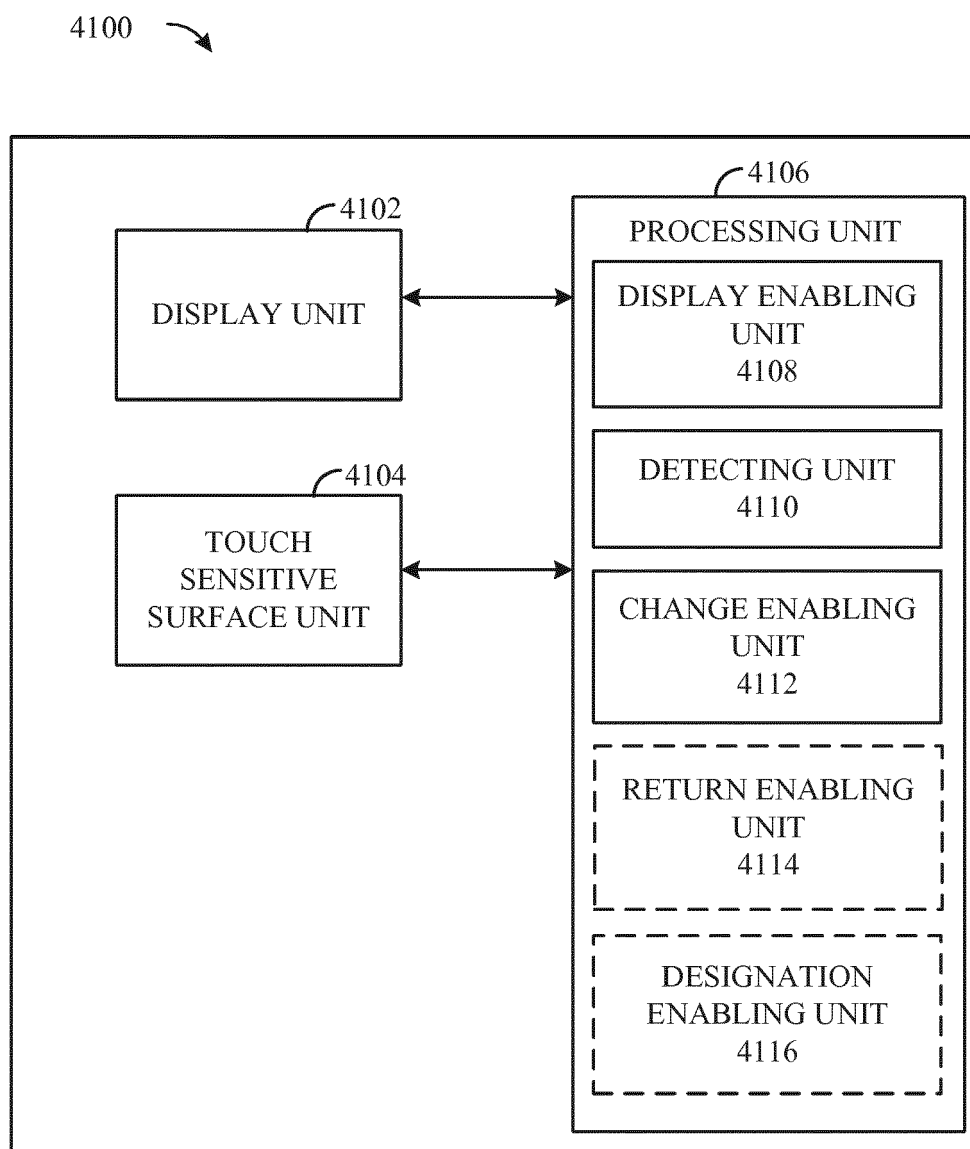 4100
4102
DISPLAY UNIT
4104
TOUCH
SENSITIVE
SURFACE UNIT
4106
PROCESSING UNIT
DISPLAY ENABLING
UNIT
4108
DETECTING UNIT
4110
CHANGE ENABLING
UNIT
4112
RETURN ENABLING
UNIT
4114
DESIGNATION
ENABLING UNIT
4116